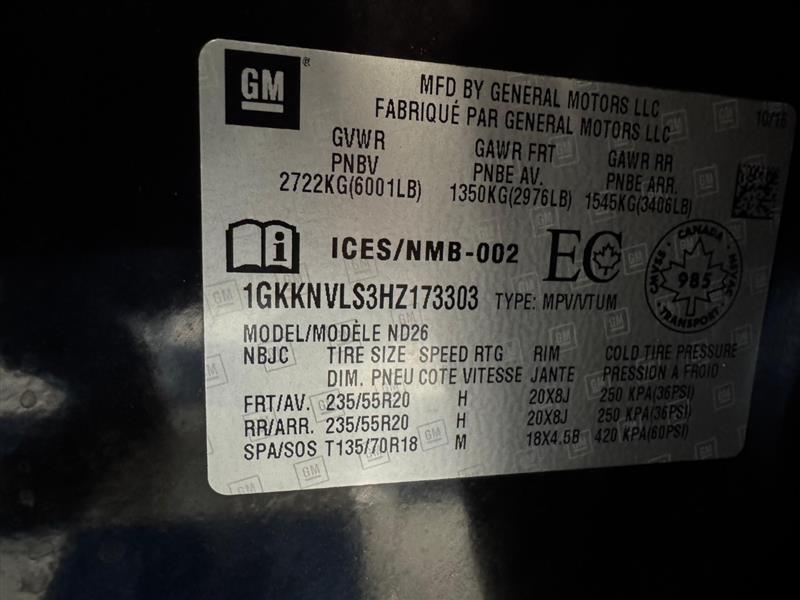 GM
MFD BY GENERAL MOTORS LLC
FABRIQUÉ PAR GENERAL MOTORS LLC
10/16
GVWR
PNBV
2722KG(6001LB)
GAWR FRT
PNBE AV.
1350KG(2976LB)
GAWR RR
PNBE ARR.
1545KG(3406LB)
ICES/NMB-002
EC
CANADA
CMVSS NSVAC
985
TRANSPORT
1GKKNVLS3HZ173303 TYPE: MPV/VTUM
MODEL/MODÈLE ND26
NBJC TIRE SIZE SPEED RTG RIM COLD TIRE PRESSURE
DIM. PNEU COTE VITESSE JANTE PRESSION A FROID
FRT/AV. 235/55R20 H 20X8J 250 KPA(36PSI)
RR/ARR. 235/55R20 H 20X8J 250 KPA(36PSI)
SPA/SOS T135/70R18 M 18X4.5B 420 KPA(60PSI)